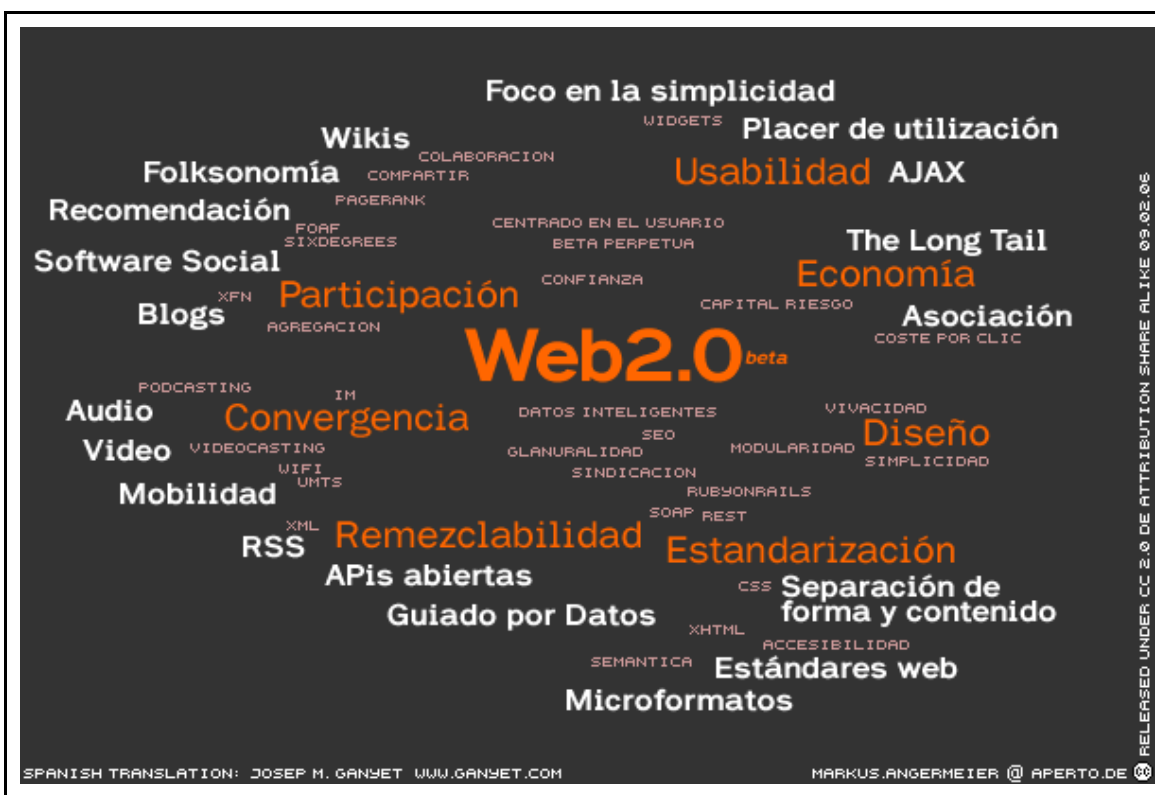 Foco en la simplicidad
WIDGETS
Placer de utilización
Wikis
COLABORACION
Folksonomía
COMPARTIR
Usabilidad
AJAX
Recomendación
PAGERANK
FOAF
SIXDEGREES
CENTRADO EN EL USUARIO
BETA PERPETUA
The Long Tail
Software Social
CONFIANZA
Economía
XFN
Participación
CAPITAL RIESGO
Blogs
AGREGACION
Asociación
COSTE POR CLIC
Web2.0 beta
PODCASTING
IM
Audio
Convergencia
DATOS INTELIGENTES
VIVACIDAD
SEO
Diseño
Video
VIDEOCASTING
GLANURALIDAD
MODULARIDAD
SIMPLICIDAD
WIFI
UMTS
SINDICACION
Mobilidad
RUBYONRAILS
SOAP
REST
XML
RSS
Remezclabilidad
Estandarización
APis abiertas
CSS
Separación de
forma y contenido
Guiado por Datos
XHTML
ACCESIBILIDAD
SEMANTICA
Estándares web
Microformatos
SPANISH TRANSLATION: JOSEP M. GANYET WWW.GANYET.COM
MARKUS.ANGERMEIER @ APERTO.DE
cc RELEASED UNDER CC 2.0 DE ATTRIBUTION SHARE ALIKE 09.02.06